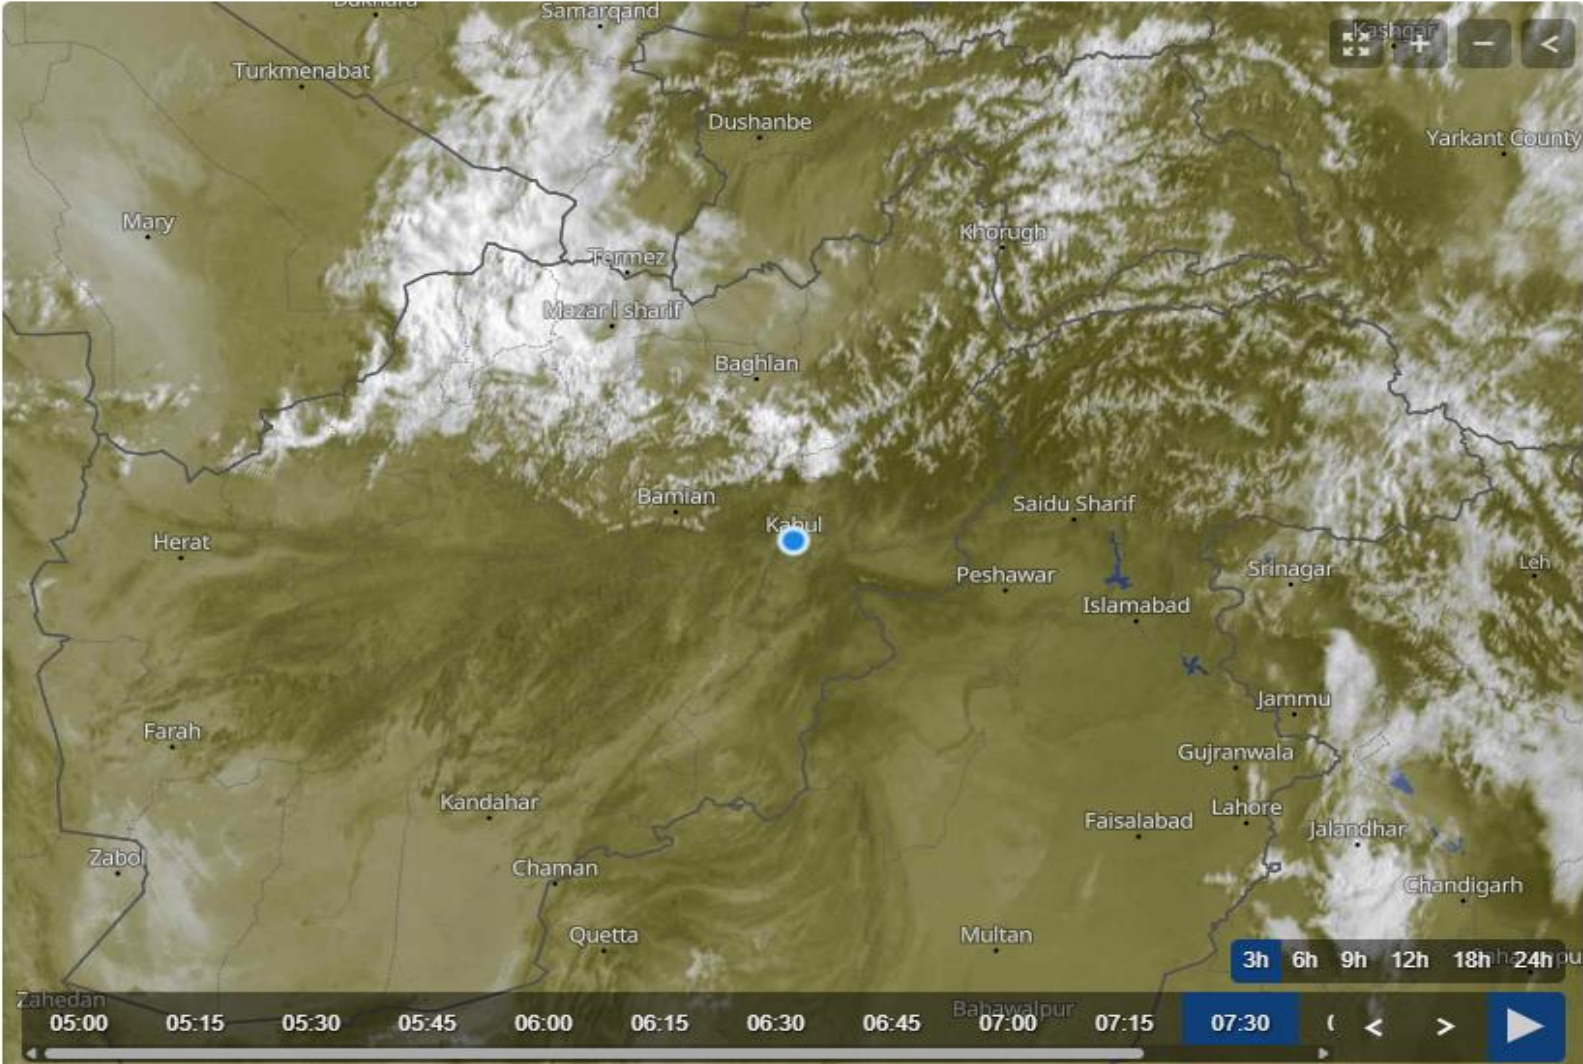 Bukhara
Samarqand
Kashgar
+ − <
Turkmenabat
Dushanbe
Yarkant County
Mary
Khorugh
Termez
Mazar i sharif
Baghlan
Bamian
Saidu Sharif
Kabul
Herat
Srinagar
Leh
Peshawar
Islamabad
Jammu
Farah
Gujranwala
Kandahar
Lahore
Faisalabad
Jalandhar
Zabol
Chaman
Chandigarh
Quetta
Multan
3h 6h 9h 12h 18h 24h
Zahedan
Bahawalpur
05:00 05:15 05:30 05:45 06:00 06:15 06:30 06:45 07:00 07:15 07:30 < >